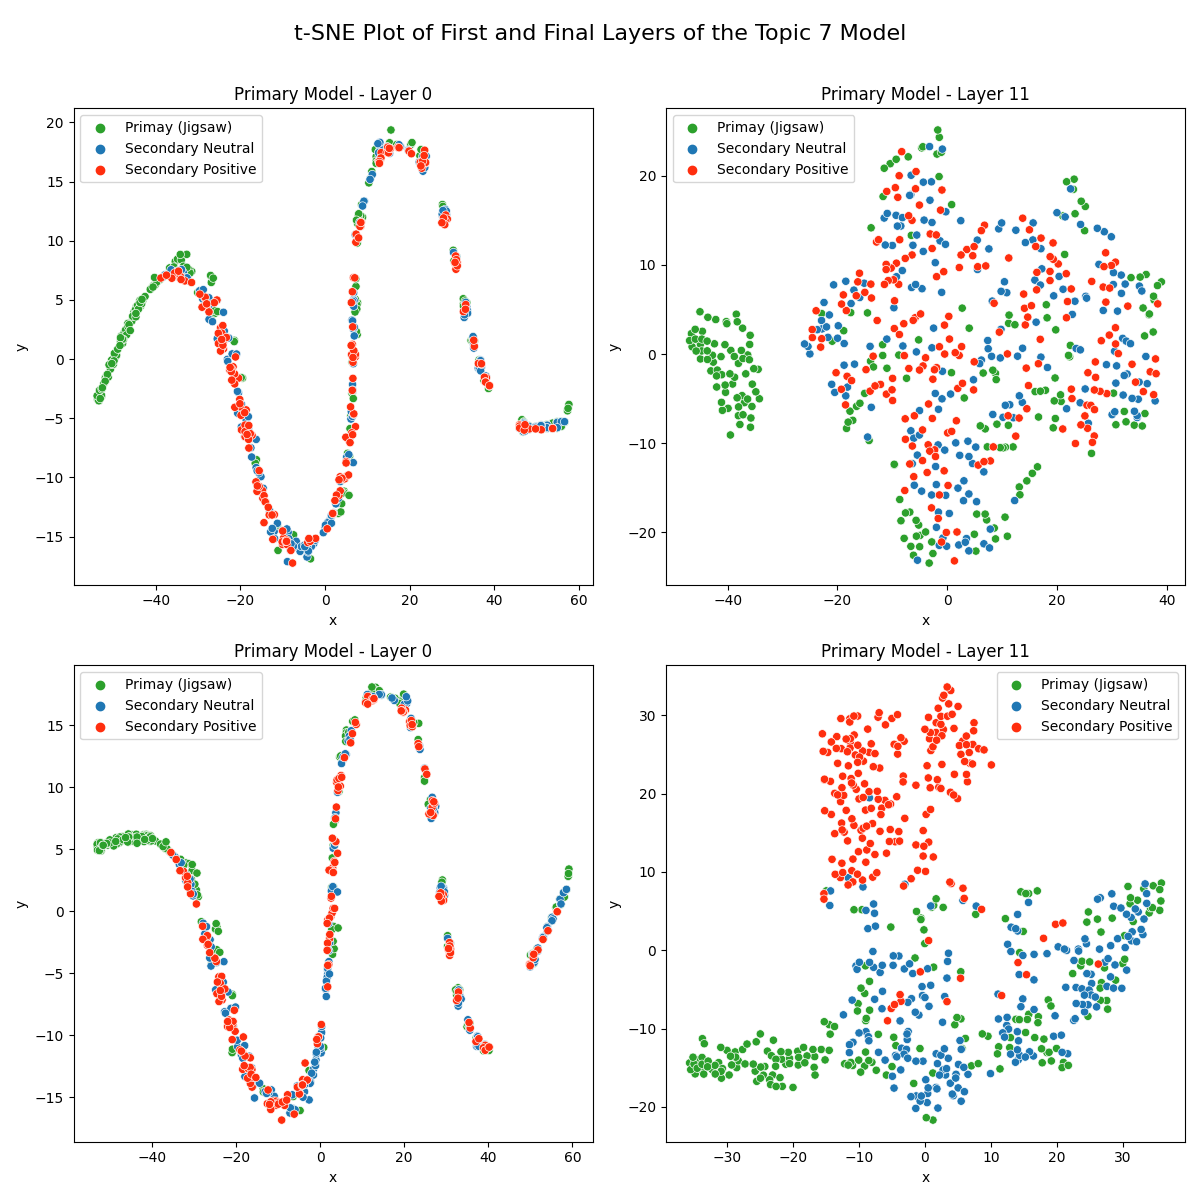 t-SNE Plot of First and Final Layers of the Topic 7 Model
Primary Model - Layer 0
Primay (Jigsaw)
Secondary Neutral
Secondary Positive
20
15
10
5
0
−5
−10
−15
y
−40
−20
0
20
40
60
x
Primary Model - Layer 11
Primay (Jigsaw)
Secondary Neutral
Secondary Positive
20
10
0
−10
−20
y
−40
−20
0
20
40
x
Primary Model - Layer 0
Primay (Jigsaw)
Secondary Neutral
Secondary Positive
15
10
5
0
−5
−10
−15
y
−40
−20
0
20
40
60
x
Primary Model - Layer 11
Primay (Jigsaw)
Secondary Neutral
Secondary Positive
30
20
10
0
−10
−20
y
−30
−20
−10
0
10
20
30
x